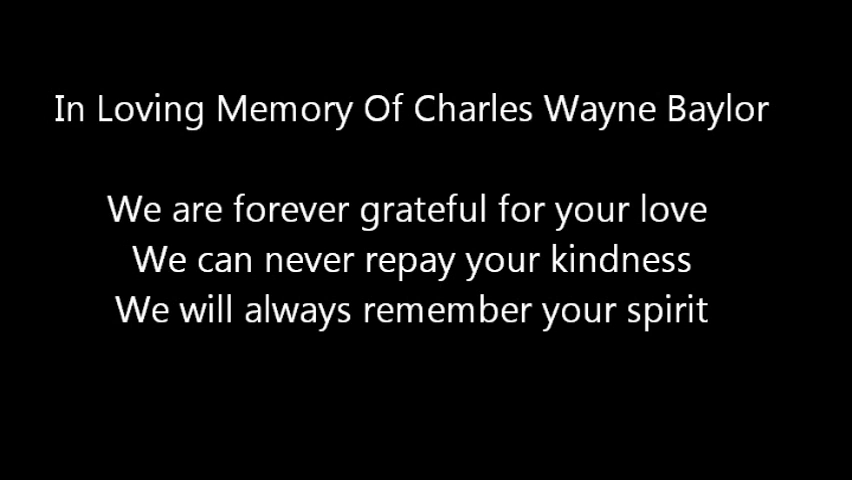 In Loving Memory Of Charles Wayne Baylor
We are forever grateful for your love
We can never repay your kindness
We will always remember your spirit